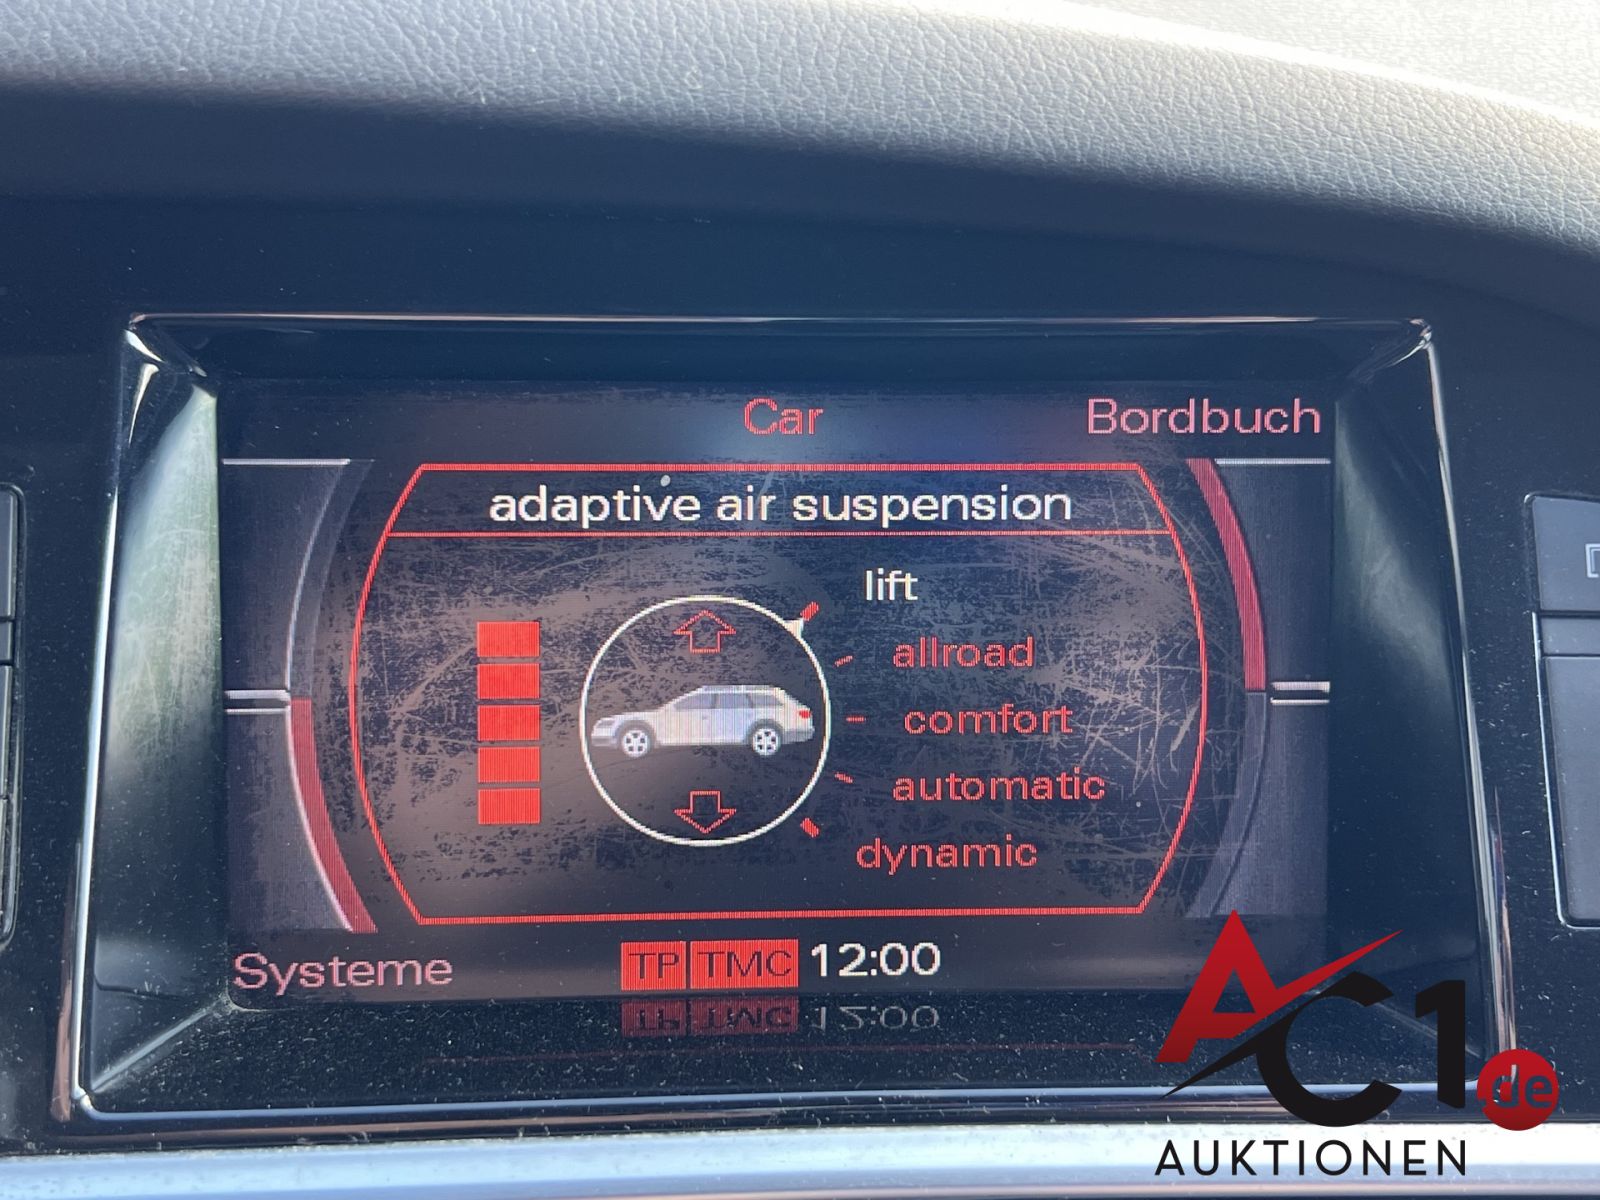 Car
Bordbuch
adaptive air suspension
lift
allroad
comfort
automatic
dynamic
Systeme
TP TMC 12:00
AC1.de
AUKTIONEN